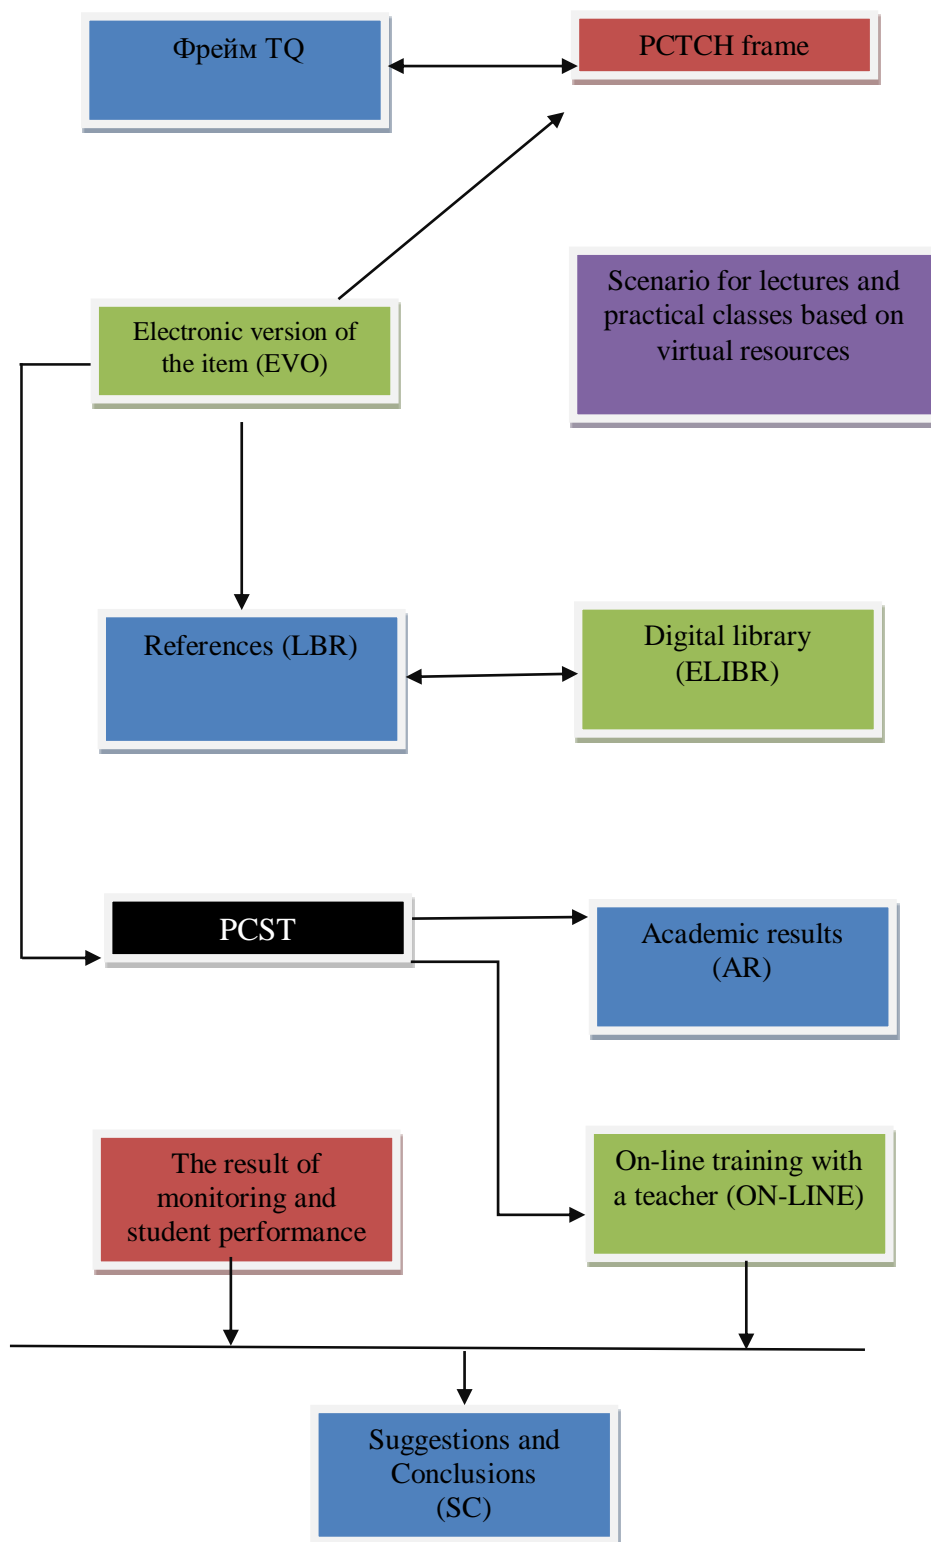 Фрейм TQ
PCTCH frame
Scenario for lectures and
practical classes based on
virtual resources
Electronic version of
the item (EVO)
References (LBR)
Digital library
(ELIBR)
PCST
Academic results
(AR)
The result of
monitoring and
student performance
On-line training with
a teacher (ON-LINE)
Suggestions and
Conclusions
(SC)